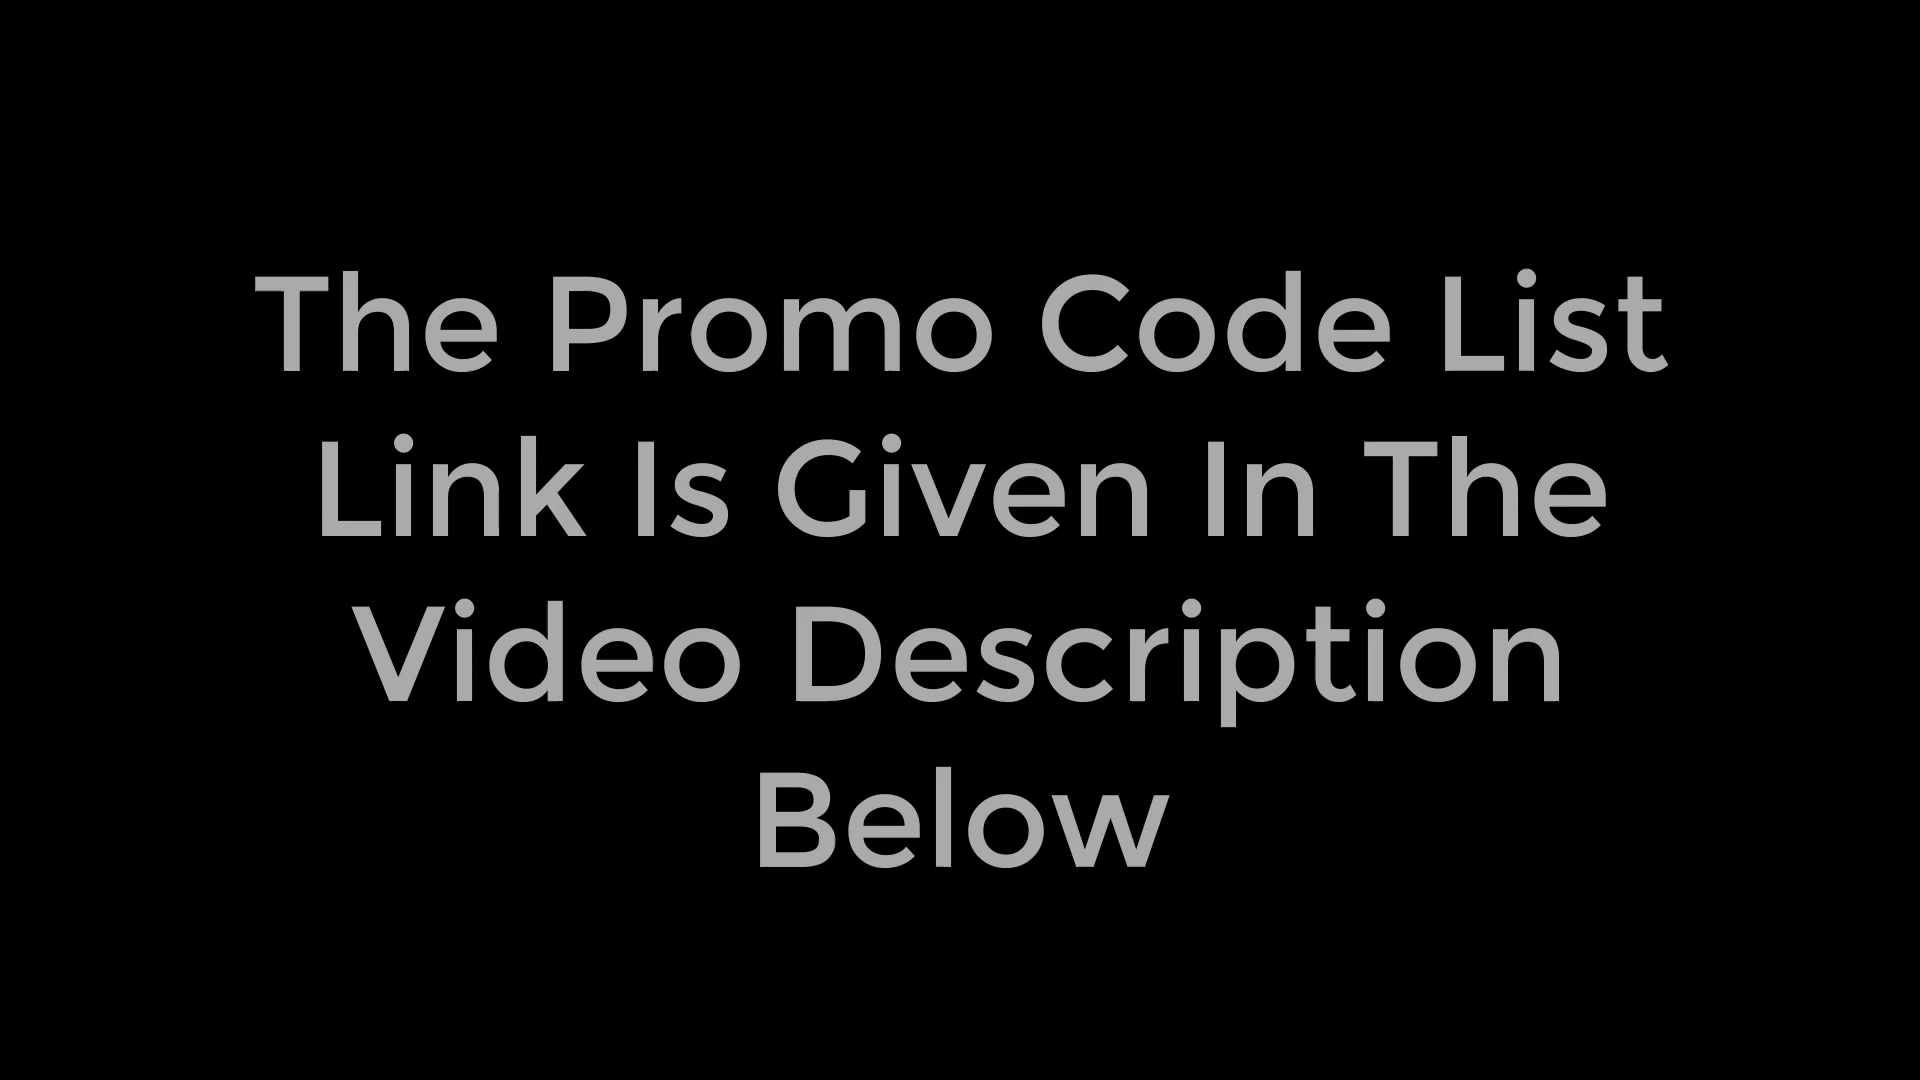 The Promo Code List
Link Is Given In The
Video Description
Below